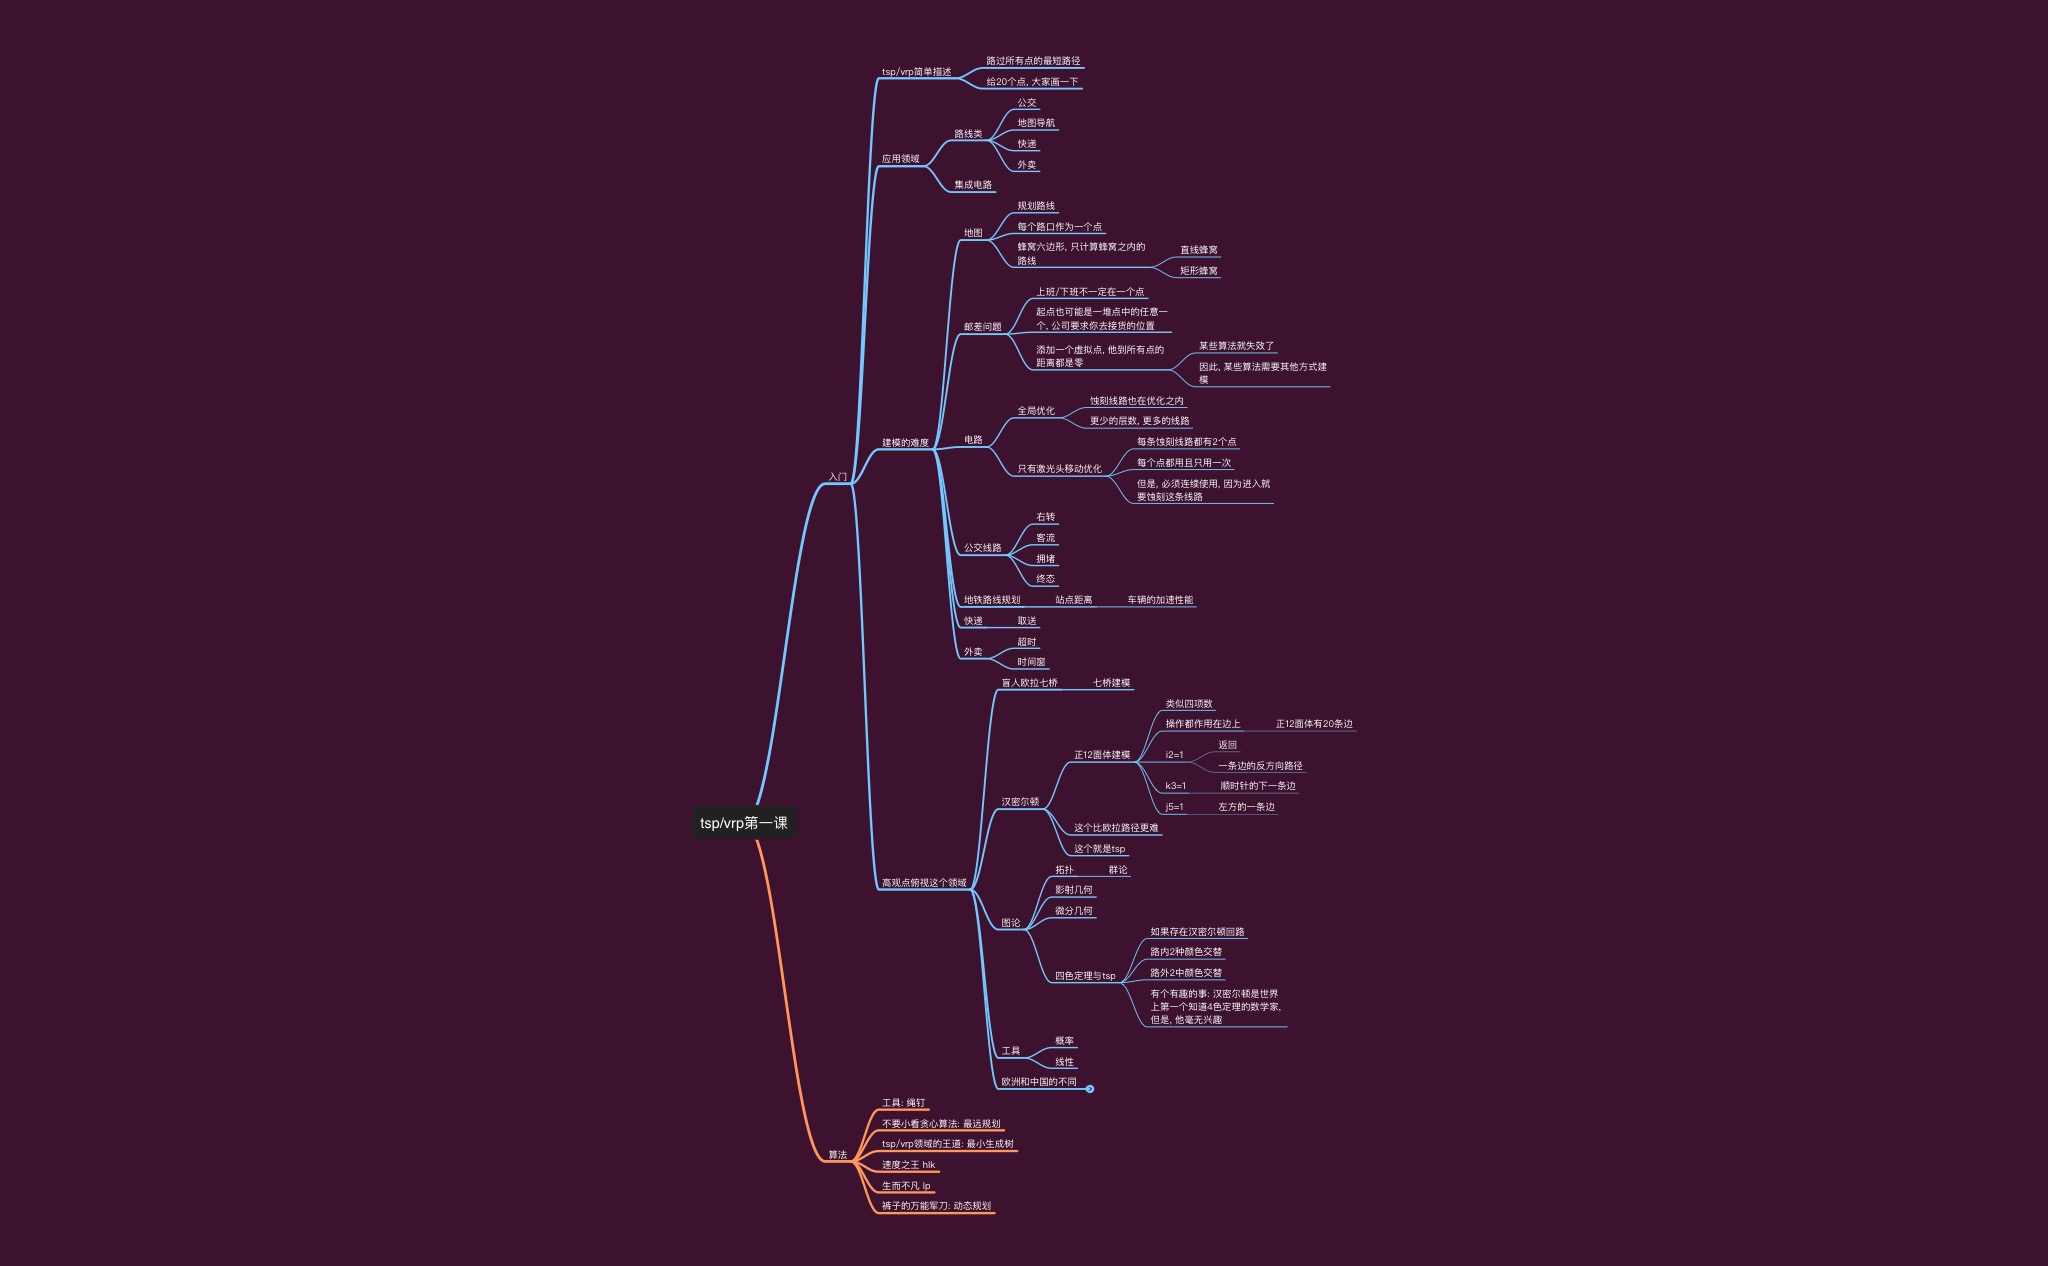 tsp/vrp第一课
入门
tsp/vrp简单描述
路过所有点的最短路径
给20个点, 大家画一下
应用领域
路线类
公交
地图导航
快递
外卖
集成电路
建模的难度
地图
规划路线
每个路口作为一个点
蜂窝六边形, 只计算蜂窝之内的
路线
直线蜂窝
矩形蜂窝
邮差问题
上班/下班不一定在一个点
起点也可能是一堆点中的任意一
个, 公司要求你去接货的位置
添加一个虚拟点, 他到所有点的
距离都是零
某些算法就失效了
因此, 某些算法需要其他方式建
模
电路
全局优化
蚀刻线路也在优化之内
更少的层数, 更多的线路
只有激光头移动优化
每条蚀刻线路都有2个点
每个点都用且只用一次
但是, 必须连续使用, 因为进入就
要蚀刻这条线路
公交线路
右转
客流
拥堵
终态
地铁路线规划
站点距离
车辆的加速性能
快递
取送
外卖
超时
时间窗
高观点俯视这个领域
盲人欧拉七桥
七桥建模
汉密尔顿
正12面体建模
类似四项数
操作都作用在边上
正12面体有20条边
i2=1
返回
一条边的反方向路径
k3=1
顺时针的下一条边
j5=1
左方的一条边
这个比欧拉路径更难
这个就是tsp
图论
拓扑
群论
影射几何
微分几何
四色定理与tsp
如果存在汉密尔顿回路
路内2种颜色交替
路外2中颜色交替
有个有趣的事: 汉密尔顿是世界
上第一个知道4色定理的数学家,
但是, 他毫无兴趣
工具
概率
线性
欧洲和中国的不同
算法
工具: 绳钉
不要小看贪心算法: 最远规划
tsp/vrp领域的王道: 最小生成树
速度之王 hlk
生而不凡 lp
裤子的万能军刀: 动态规划